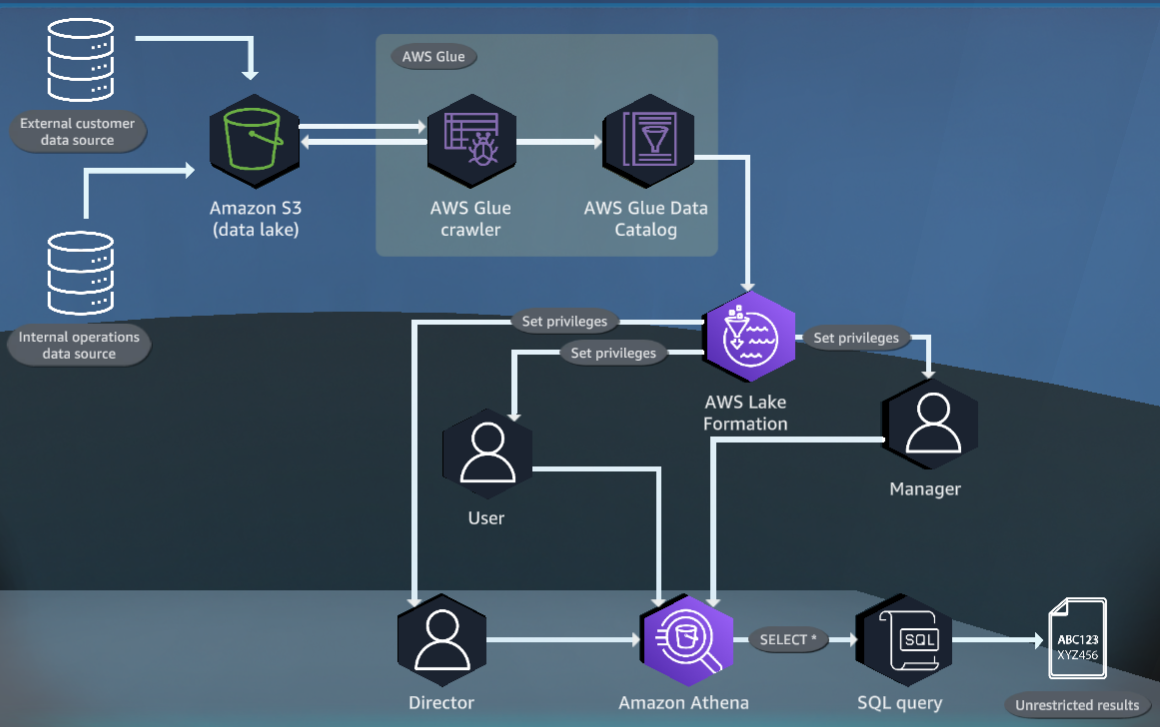 AWS Glue
External customer
data source
Amazon S3
(data lake)
AWS Glue
crawler
AWS Glue Data
Catalog
Internal operations
data source
Set privileges
Set privileges
Set privileges
AWS Lake
Formation
User
Manager
Director
Amazon Athena
SELECT *
SQL
SQL query
ABC123
XYZ456
Unrestricted results